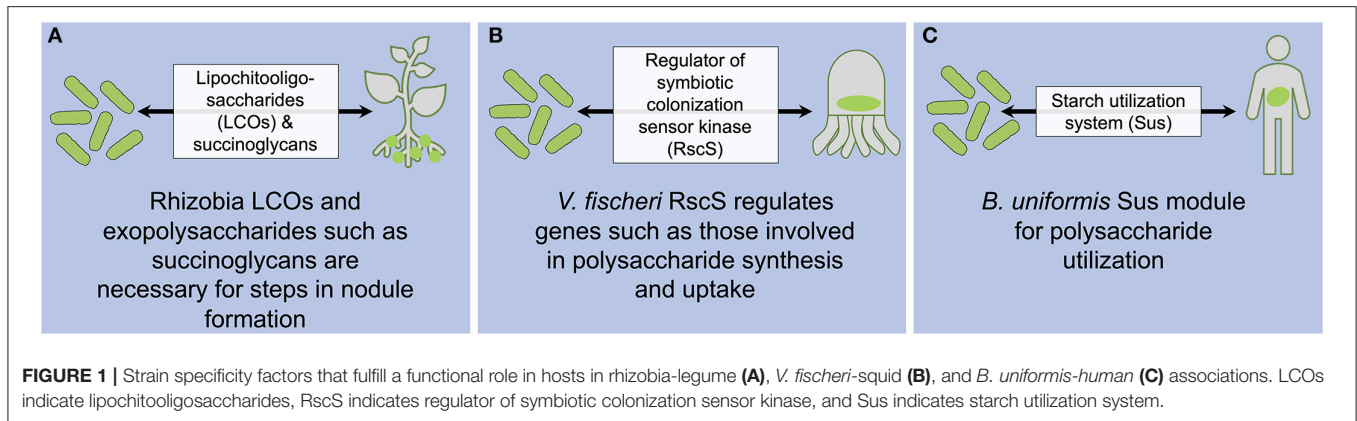 A
Lipochitooligo-
saccharides
(LCOs) &
succinoglycans
Rhizobia LCOs and
exopolysaccharides such as
succinoglycans are
necessary for steps in nodule
formation
B
Regulator of
symbiotic
colonization
sensor kinase
(RscS)
V. fischeri RscS regulates
genes such as those involved
in polysaccharide synthesis
and uptake
C
Starch utilization
system (Sus)
B. uniformis Sus module
for polysaccharide
utilization
FIGURE 1 | Strain specificity factors that fulfill a functional role in hosts in rhizobia-legume (A), V. fischeri-squid (B), and B. uniformis-human (C) associations. LCOs
indicate lipochitooligosaccharides, RscS indicates regulator of symbiotic colonization sensor kinase, and Sus indicates starch utilization system.